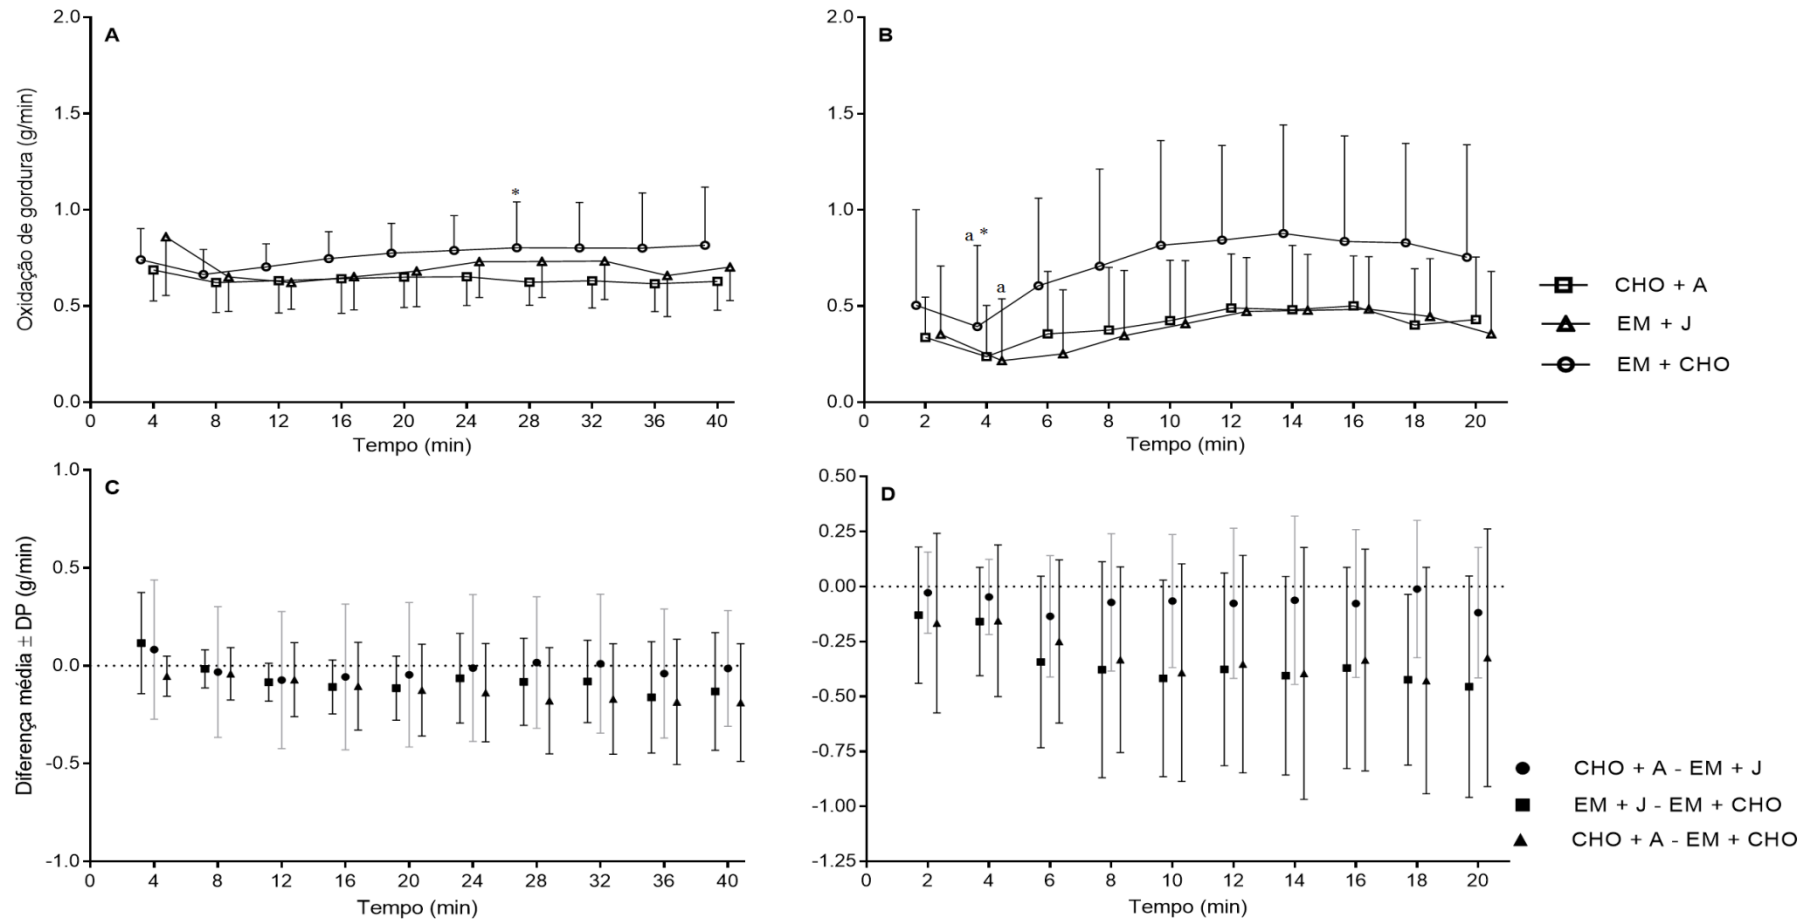 A
2.0
1.5
1.0
0.5
0.0
Oxidação de gordura (g/min)
*
0 4 8 12 16 20 24 28 32 36 40
Tempo (min)
B
2.0
1.5
1.0
0.5
0.0
a *
a
0 2 4 6 8 10 12 14 16 18 20
Tempo (min)
CHO + A
EM + J
EM + CHO
C
1.0
0.5
0.0
-0.5
-1.0
Diferença média ± DP (g/min)
0 4 8 12 16 20 24 28 32 36 40
Tempo (min)
D
0.50
0.25
0.00
-0.25
-0.50
-0.75
-1.00
-1.25
0 2 4 6 8 10 12 14 16 18 20
Tempo (min)
CHO + A - EM + J
EM + J - EM + CHO
CHO + A - EM + CHO